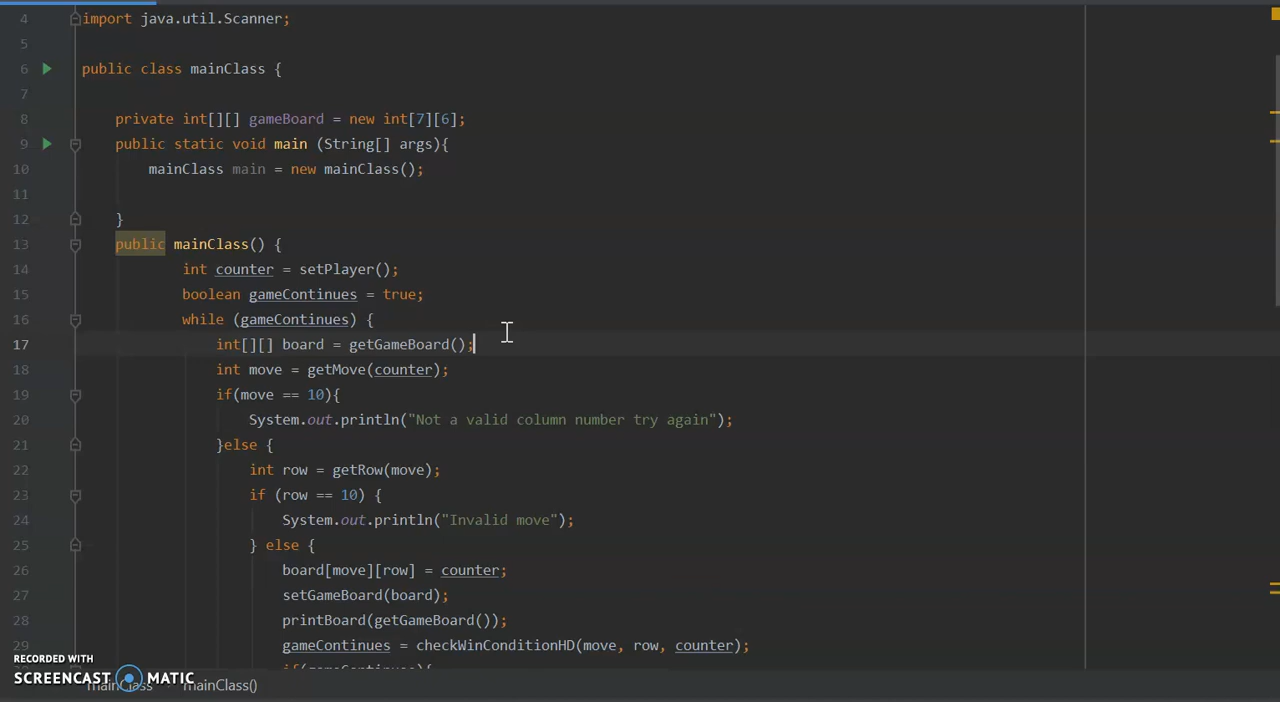 4 import java.util.Scanner;
5
6 public class mainClass {
7
8 private int[][] gameBoard = new int[7][6];
9 public static void main (String[] args){
10 mainClass main = new mainClass();
11
12 }
13 public mainClass() {
14 int counter = setPlayer();
15 boolean gameContinues = true;
16 while (gameContinues) {
17 int[][] board = getGameBoard();
18 int move = getMove(counter);
19 if(move == 10){
20 System.out.println("Not a valid column number try again");
21 }else {
22 int row = getRow(move);
23 if (row == 10) {
24 System.out.println("Invalid move");
25 } else {
26 board[move][row] = counter;
27 setGameBoard(board);
28 printBoard(getGameBoard());
29 gameContinues = checkWinConditionHD(move, row, counter);
if(gameContinues){
RECORDED WITH
SCREENCAST MATIC
mainClass mainClass()